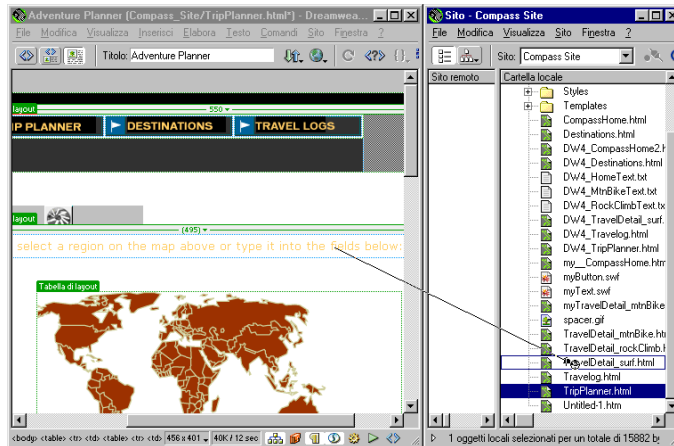 Adventure Planner (Compass_Site/TripPlanner.html*) - Dreamwea...
File Modifica Visualizza Inserisci Elabora Testo Comandi Sito Finestra ?
Titolo: Adventure Planner
layout
550
IP PLANNER DESTINATIONS TRAVEL LOGS
layout
(495)
select a region on the map above or type it into the fields below:
Tabella di layout
<body> <table> <tr> <td> <table> <tr> <td> 456 x 401 40K / 12 sec
Sito - Compass Site
File Modifica Visualizza Sito Finestra ?
Sito: Compass Site
Sito remoto Cartella locale
Styles
Templates
CompassHome.html
Destinations.html
DW4_CompassHome2.h
DW4_Destinations.html
DW4_HomeText.txt
DW4_MtnBikeText.txt
DW4_RockClimbText.tx
DW4_TravelDetail_surf.
DW4_Travelog.html
DW4_TripPlanner.html
my__CompassHome.htm
myButton.swf
myText.swf
myTravelDetail_mtnBike
spacer.gif
TravelDetail_mtnBike.ht
TravelDetail_rockClimb.h
TravelDetail_surf.html
Travelog.html
TripPlanner.html
Untitled-1.htm
1 oggetti locali selezionati per un totale di 15882 b